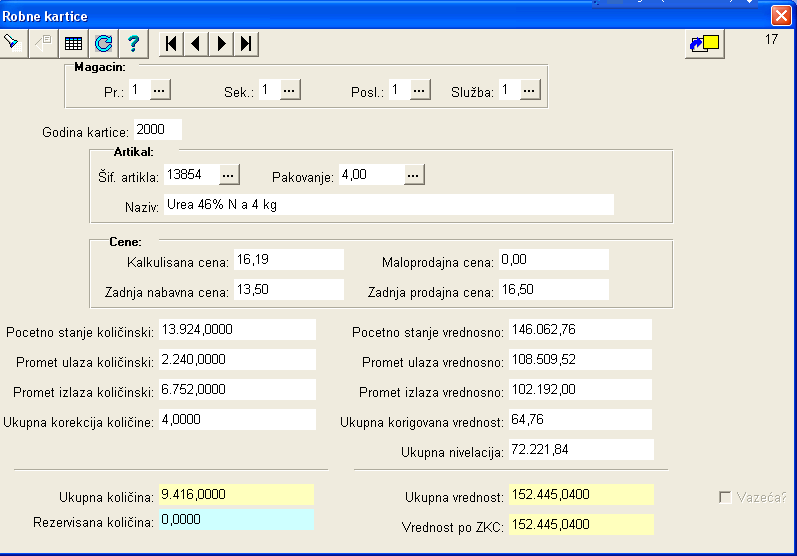 Robne kartice
17
Magacin:
Pr.: 1 ... Sek.: 1 ... Posl.: 1 ... Služba: 1 ...
Godina kartice: 2000
Artikal:
Šif. artikla: 13854 ... Pakovanje: 4,00 ...
Naziv: Urea 46% N a 4 kg
Cene:
Kalkulisana cena: 16,19 Maloprodajna cena: 0,00
Zadnja nabavna cena: 13,50 Zadnja prodajna cena: 16,50
Pocetno stanje količinski: 13.924,0000 Pocetno stanje vrednosno: 146.062,76
Promet ulaza količinski: 2.240,0000 Promet ulaza vrednosno: 108.509,52
Promet izlaza količinski: 6.752,0000 Promet izlaza vrednosno: 102.192,00
Ukupna korekcija količine: 4,0000 Ukupna korigovana vrednost: 64,76
Ukupna nivelacija: 72.221,84
Ukupna količina: 9.416,0000 Ukupna vrednost: 152.445,0400 Vazeća?
Rezervisana količina: 0,0000 Vrednost po ZKC: 152.445,0400